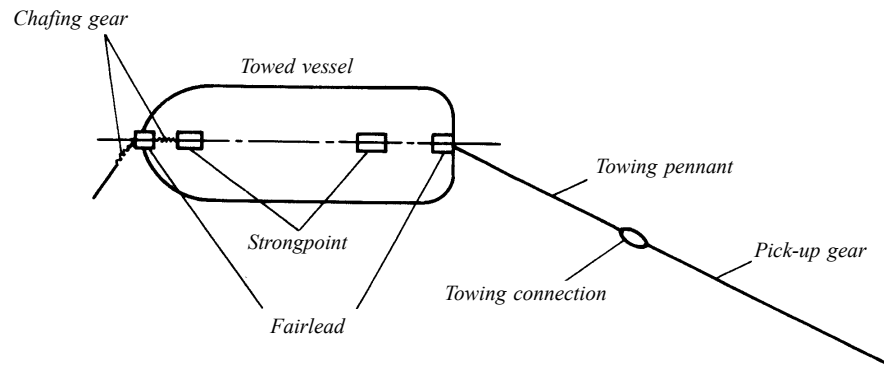 Chafing gear
Towed vessel
Towing pennant
Strongpoint
Pick-up gear
Towing connection
Fairlead